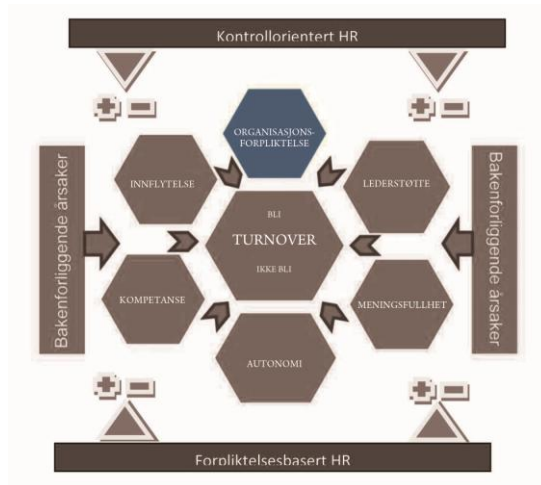 Kontrollorientert HR
ORGANISASJONS-
FORPLIKTELSE
INNFLYTELSE
LEDERSTØTTE
Bakenforliggende årsaker
BLI
TURNOVER
IKKE BLI
Bakenforliggende årsaker
KOMPETANSE
MENINGSFULLHET
AUTONOMI
Forpliktelsesbasert HR